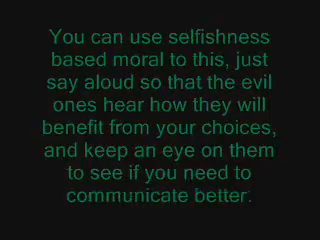 You can use selfishness
based moral to this, just
say aloud so that the evil
ones hear how they will
benefit from your choices,
and keep an eye on them
to see if you need to
communicate better.